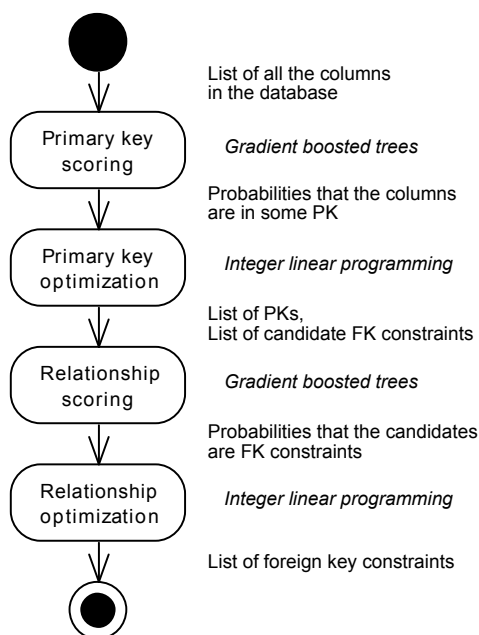 List of all the columns
in the database
Primary key
scoring
Gradient boosted trees
Probabilities that the columns
are in some PK
Primary key
optimization
Integer linear programming
List of PKs,
List of candidate FK constraints
Relationship
scoring
Gradient boosted trees
Probabilities that the candidates
are FK constraints
Relationship
optimization
Integer linear programming
List of foreign key constraints